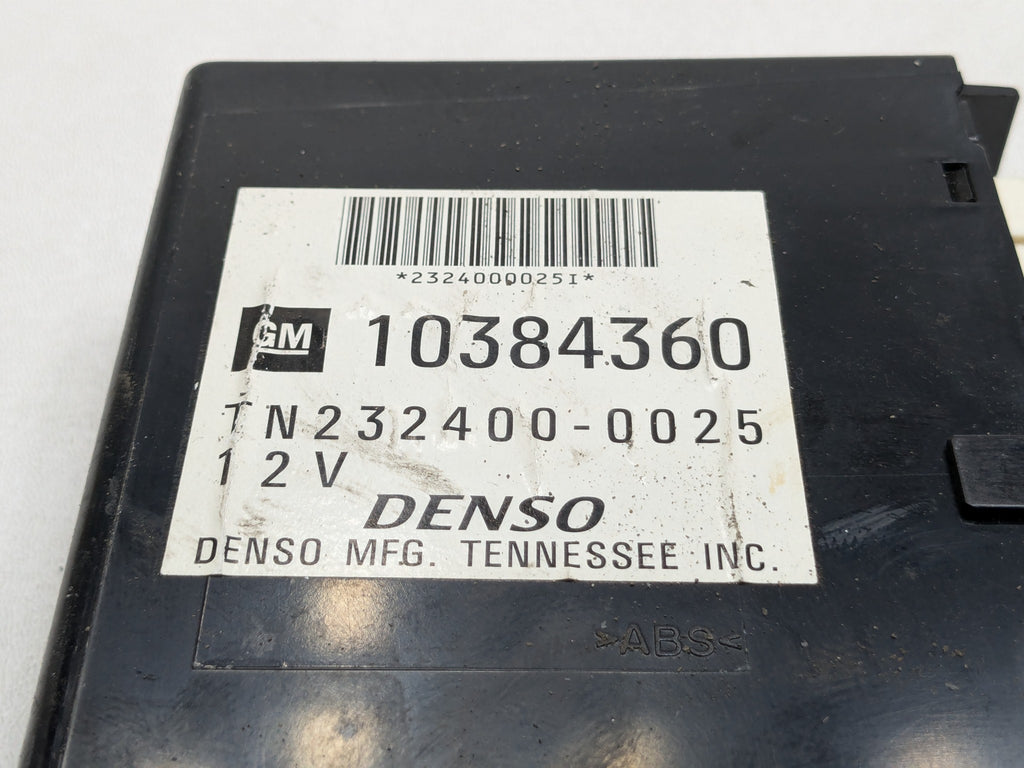 *2324000025I*
GM 10384360
TN232400-0025
12V
DENSO
DENSO MFG. TENNESSEE INC.
>ABS<